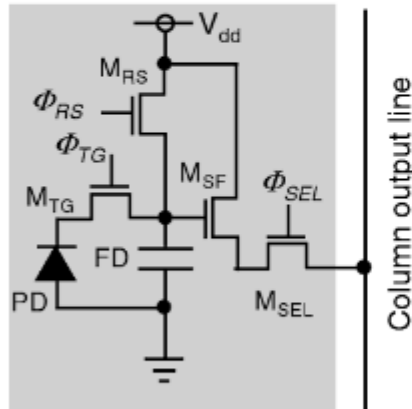 V_dd
M_RS
Φ_RS
Φ_TG
M_TG
M_SF
Φ_SEL
FD
PD
M_SEL
Column output line